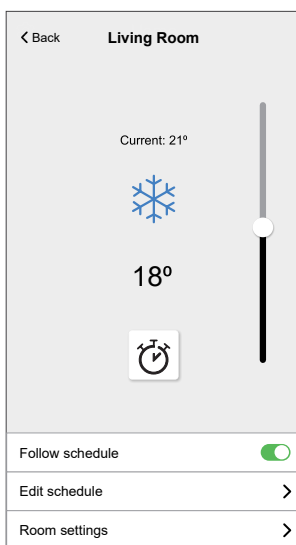 Back
Living Room
Current: 21º
18º
Follow schedule
Edit schedule
Room settings